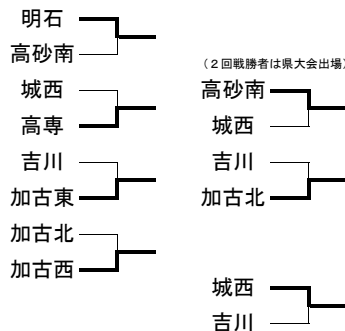 明石
高砂南
城西
高専
吉川
加古東
加古北
加古西
（２回戦勝者は県大会出場）
高砂南
城西
吉川
加古北
城西
吉川